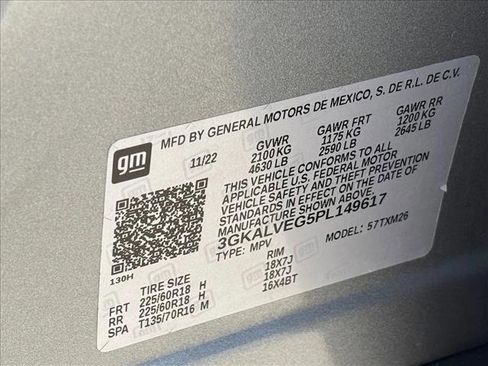 gm
MFD BY GENERAL MOTORS DE MEXICO, S. DE R.L. DE C.V.
11/22 GVWR GAWR FRT GAWR RR
2100 KG 1175 KG 1200 KG
4630 LB 2590 LB 2645 LB
THIS VEHICLE CONFORMS TO ALL
APPLICABLE U.S. FEDERAL MOTOR
VEHICLE SAFETY AND THEFT PREVENTION
STANDARDS IN EFFECT ON THE DATE OF
MANUFACTURE SHOWN ABOVE.
3GKALVEG5PL149617
TYPE: MPV MODEL: 57TXM26
130H
TIRE SIZE RIM
FRT 225/60R18 H 18X7J
RR 225/60R18 H 18X7J
SPA T135/70R16 M 16X4BT